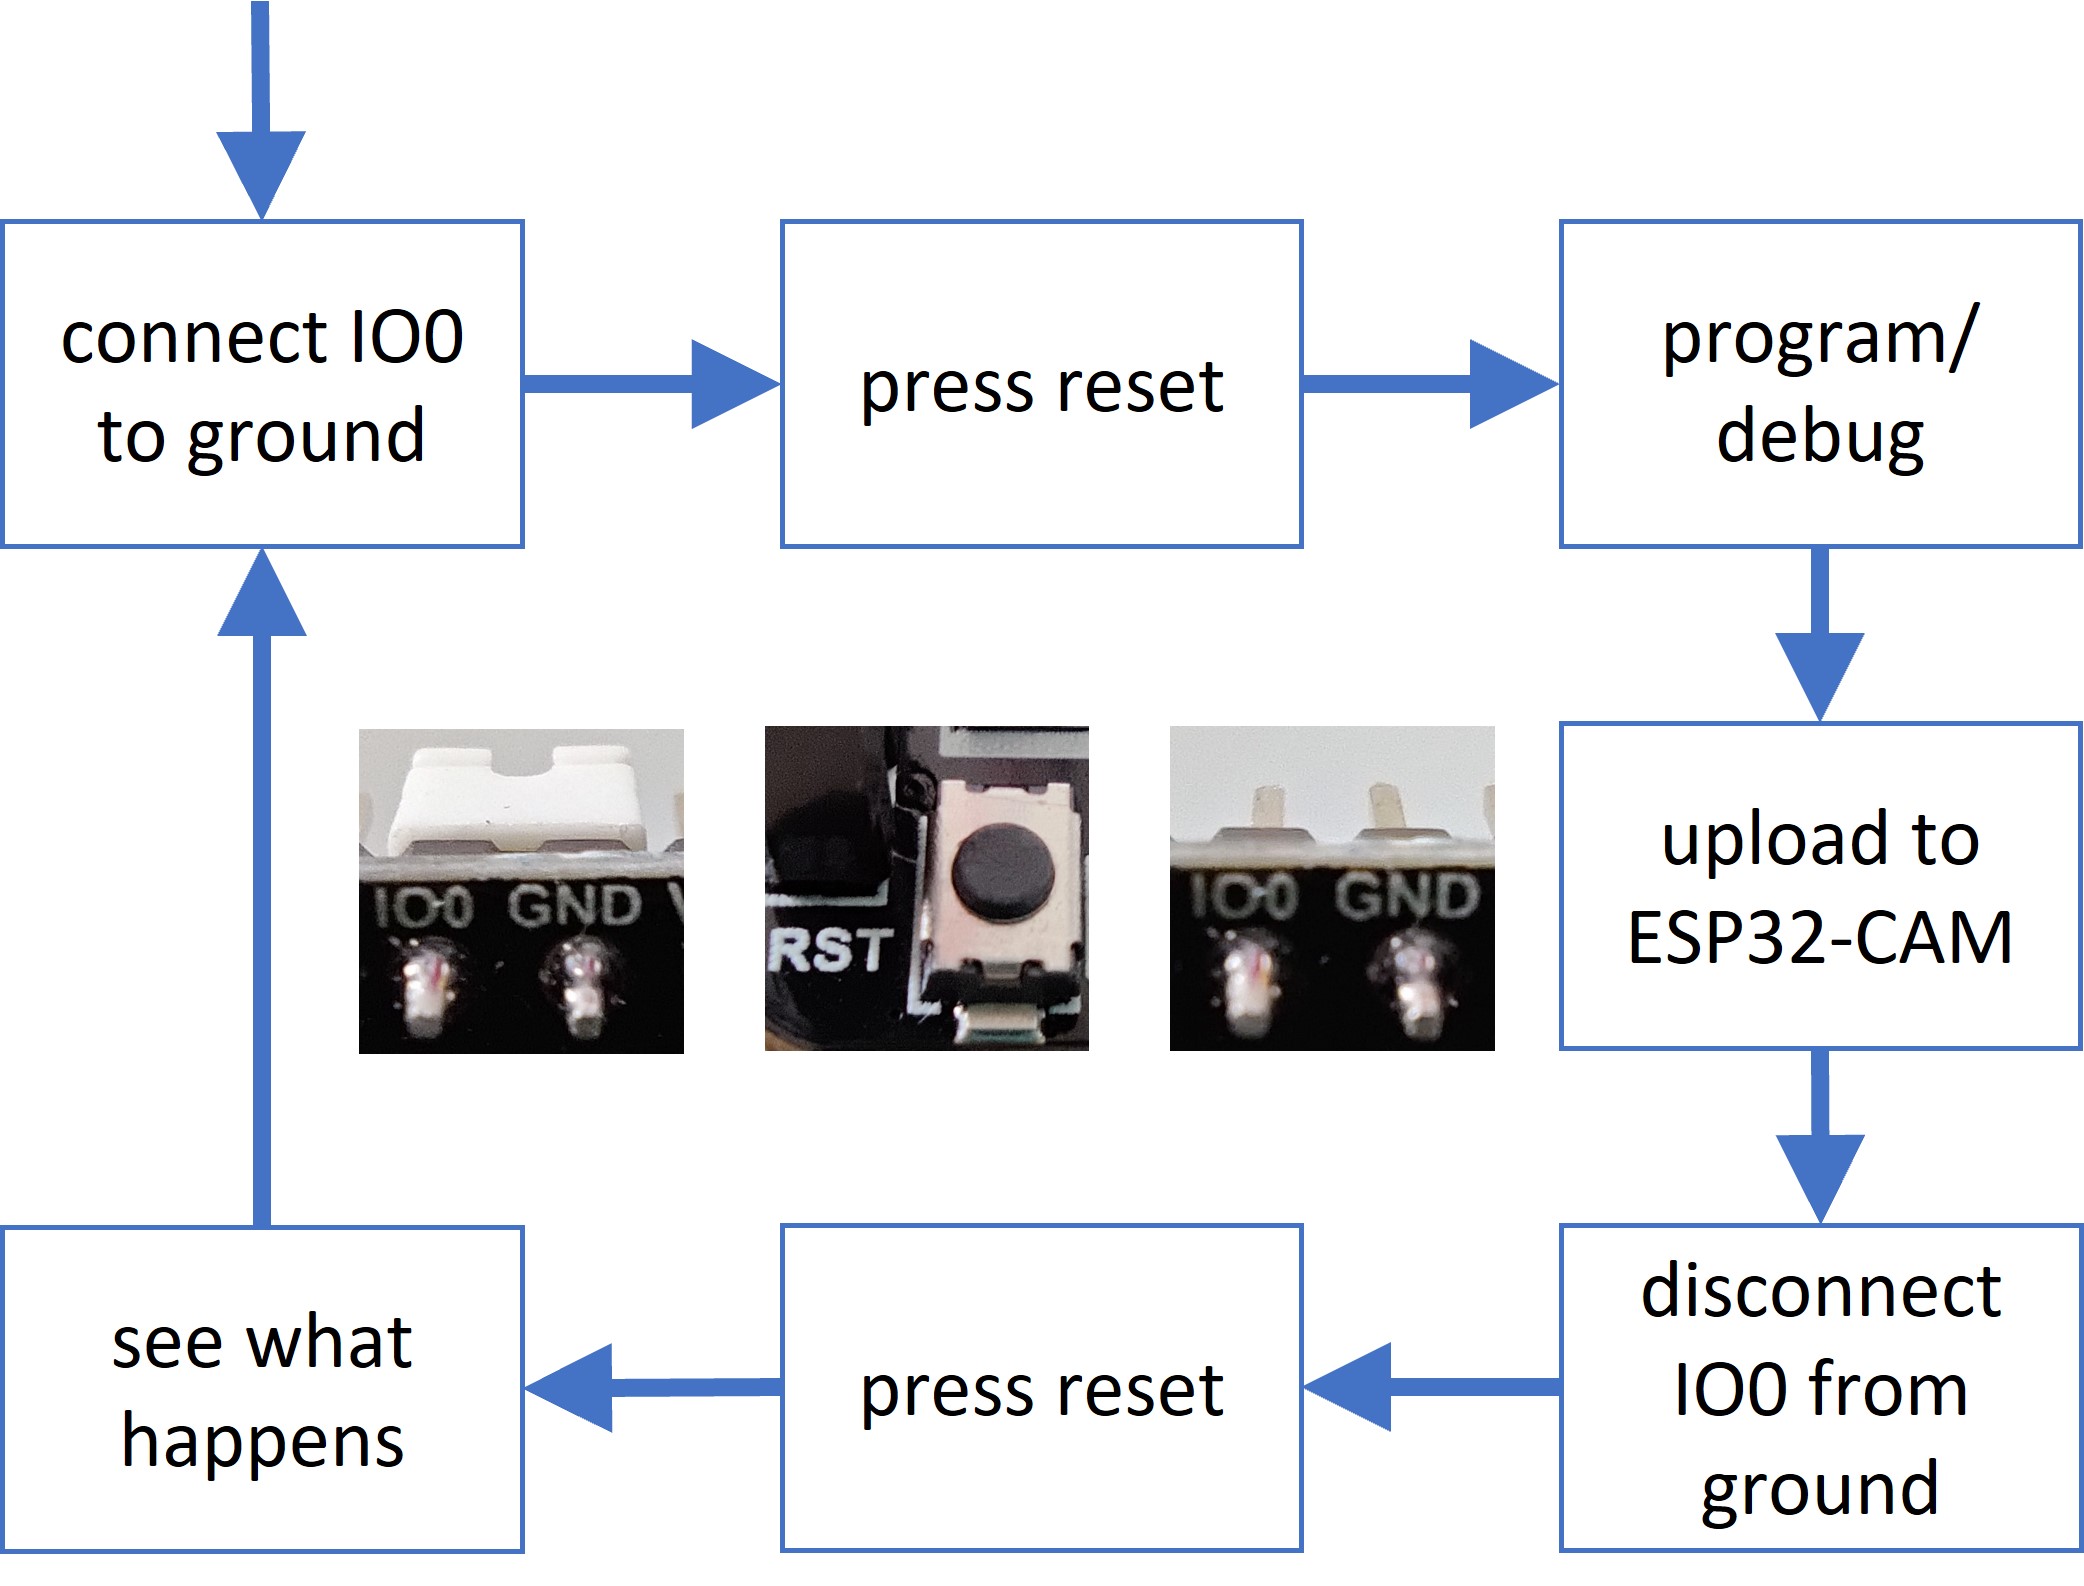 connect IO0
to ground
press reset
program/
debug
IO0 GND
RST
IO0 GND
upload to
ESP32-CAM
see what
happens
press reset
disconnect
IO0 from
ground